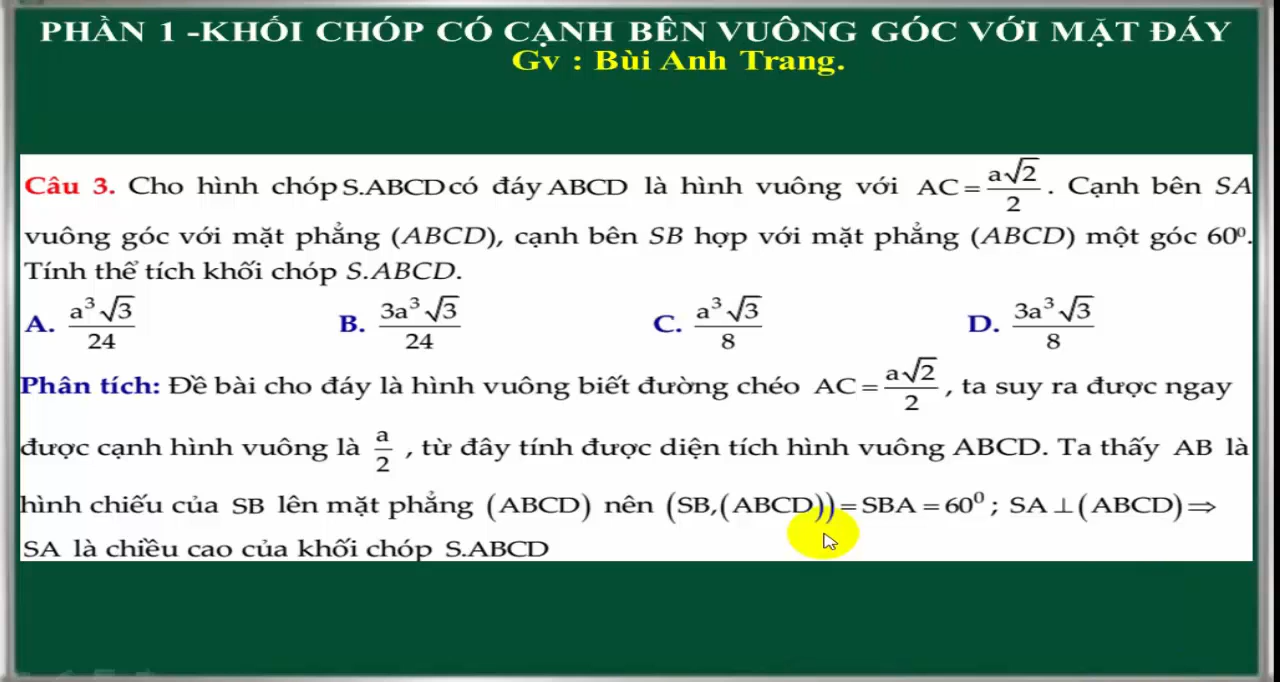 PHẦN 1 -KHỐI CHÓP CÓ CẠNH BÊN VUÔNG GÓC VỚI MẶT ĐÁY
Gv : Bùi Anh Trang.
Câu 3. Cho hình chóp S.ABCD có đáy ABCD là hình vuông với AC = a√2/2. Cạnh bên SA
vuông góc với mặt phẳng (ABCD), cạnh bên SB hợp với mặt phẳng (ABCD) một góc 60⁰.
Tính thể tích khối chóp S.ABCD.
A. a³√3/24 B. 3a³√3/24 C. a³√3/8 D. 3a³√3/8
Phân tích: Đề bài cho đáy là hình vuông biết đường chéo AC = a√2/2, ta suy ra được ngay
được cạnh hình vuông là a/2, từ đây tính được diện tích hình vuông ABCD. Ta thấy AB là
hình chiếu của SB lên mặt phẳng (ABCD) nên (SB,(ABCD)) = SBA = 60⁰; SA ⊥ (ABCD) ⇒
SA là chiều cao của khối chóp S.ABCD